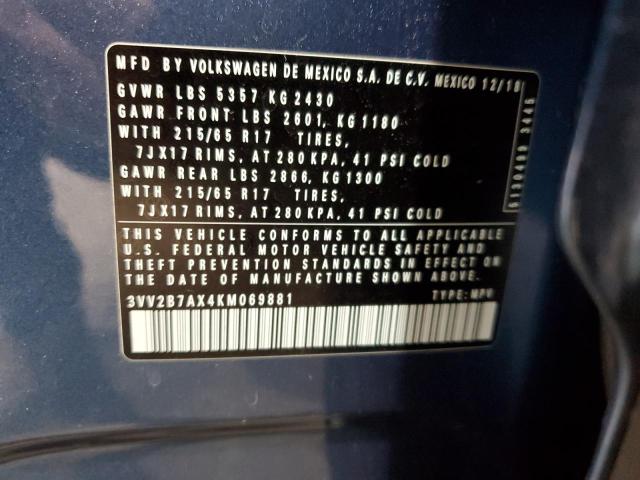 MFD BY VOLKSWAGEN DE MEXICO S.A. DE C.V. MEXICO 12/18
GVWR LBS 5357 KG 2430
GAWR FRONT LBS 2601, KG 1180
WITH 215/65 R17 TIRES,
7JX17 RIMS, AT 280 KPA, 41 PSI COLD
GAWR REAR LBS 2866, KG 1300
WITH 215/65 R17 TIRES,
7JX17 RIMS, AT 280 KPA, 41 PSI COLD
THIS VEHICLE CONFORMS TO ALL APPLICABLE
U.S. FEDERAL MOTOR VEHICLE SAFETY AND
THEFT PREVENTION STANDARDS IN EFFECT ON
THE DATE OF MANUFACTURE SHOWN ABOVE.
3VV2B7AX4KM069881 TYPE: MPV